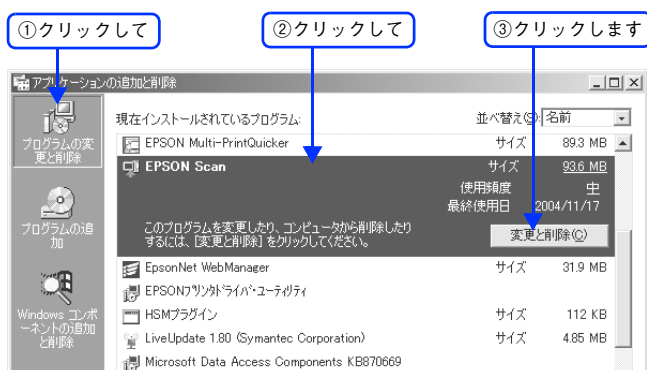 ①クリックして
②クリックして
③クリックします
アプリケーションの追加と削除
プログラムの変
更と削除
プログラムの追
加
Windows コンポ
ーネントの追加
と削除
現在インストールされているプログラム:
並べ替え(S): 名前
EPSON Multi-PrintQuicker サイズ 89.3 MB
EPSON Scan サイズ 93.6 MB
使用頻度 中
最終使用日 2004/11/17
このプログラムを変更したり、コンピュータから削除したり
するには、[変更と削除] をクリックしてください。
変更と削除(C)
EpsonNet WebManager サイズ 31.9 MB
EPSONプリンタドライバ・ユーティリティ
HSMプラグイン サイズ 112 KB
LiveUpdate 1.80 (Symantec Corporation) サイズ 4.85 MB
Microsoft Data Access Components KB870669